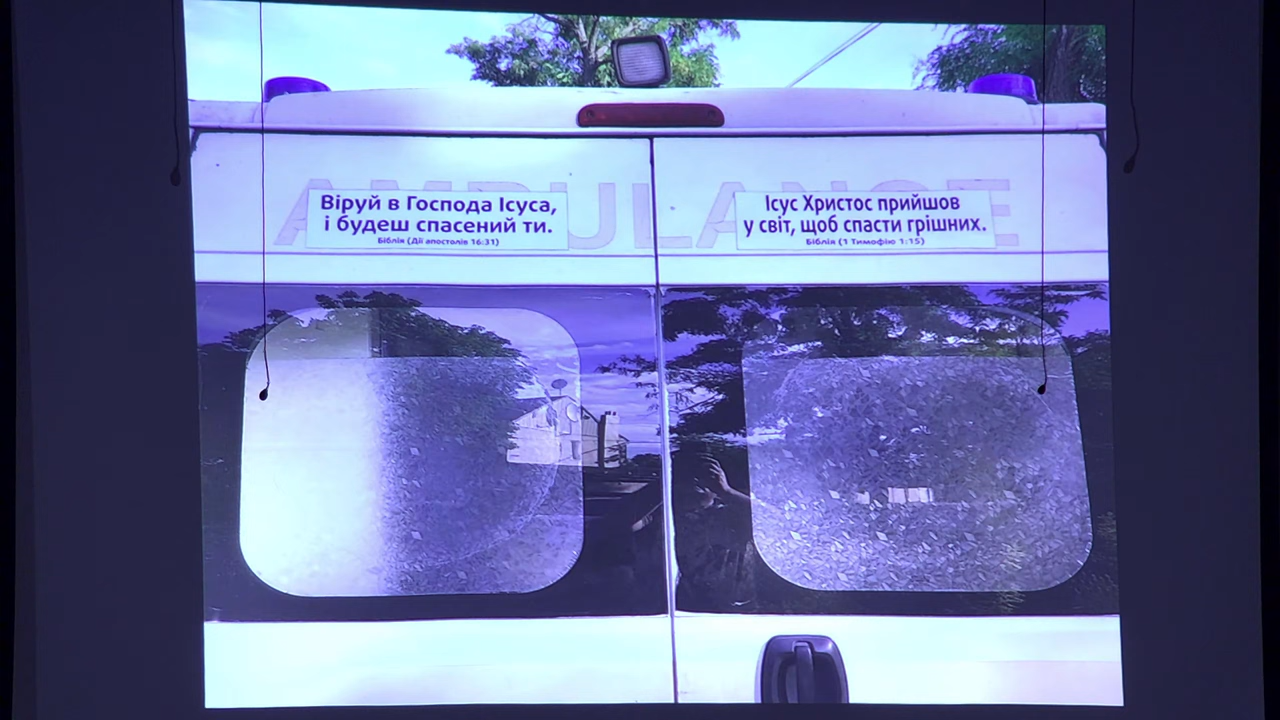 AMBULANCE
Віруй в Господа Ісуса,
і будеш спасений ти.
Біблія (Дії апостолів 16:31)
Ісус Христос прийшов
у світ, щоб спасти грішних.
Біблія (1 Тимофію 1:15)